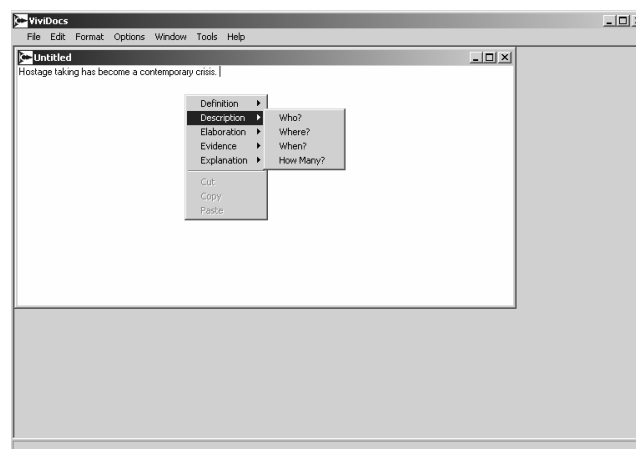 ViviDocs
File Edit Format Options Window Tools Help
Untitled
Hostage taking has become a contemporary crisis.
Definition
Description
Elaboration
Evidence
Explanation
Cut
Copy
Paste
Who?
Where?
When?
How Many?